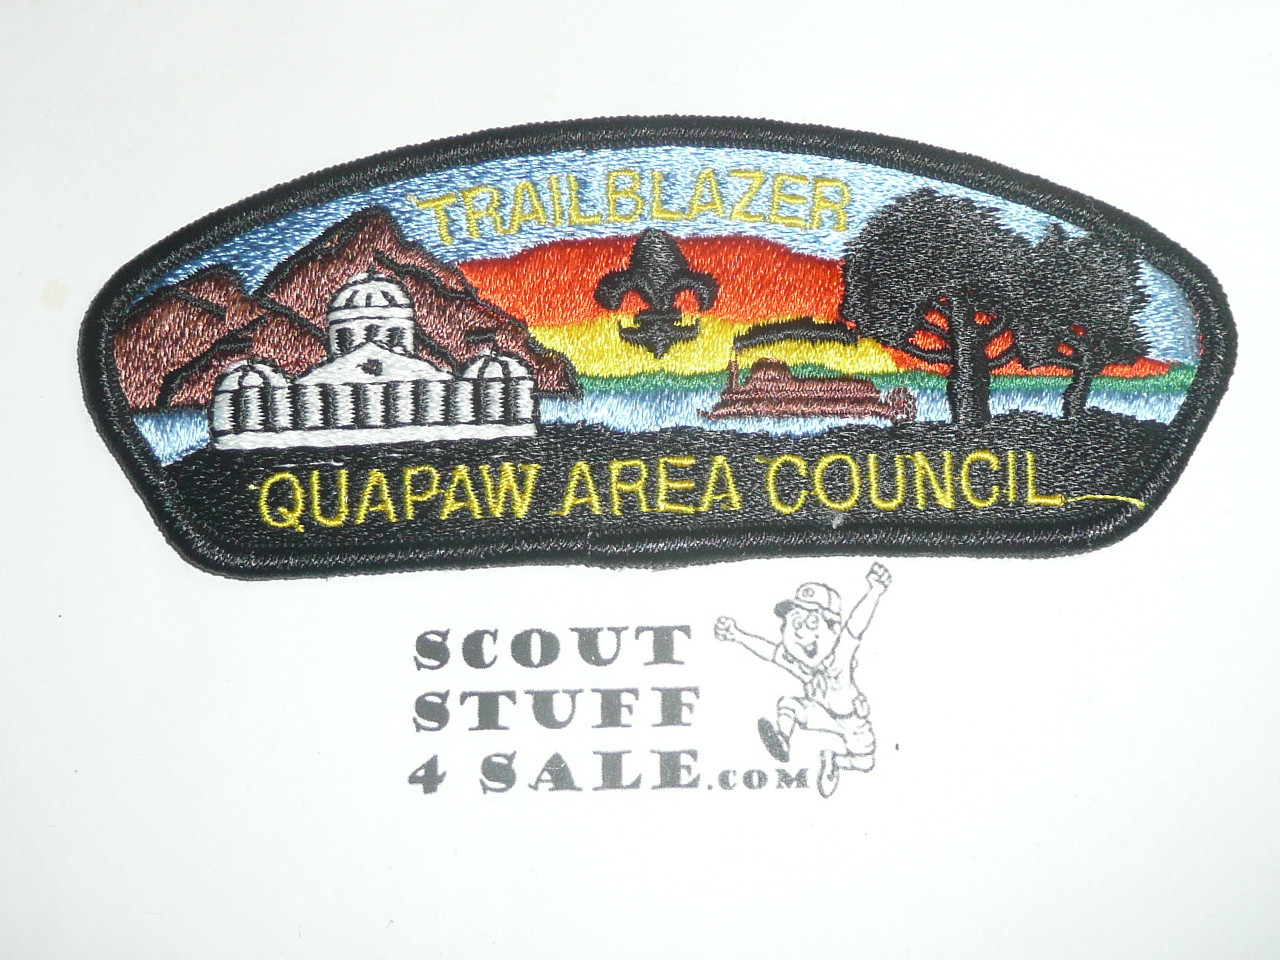 TRAILBLAZER
QUAPAW AREA COUNCIL
SCOUT
STUFF
4 SALE.COM